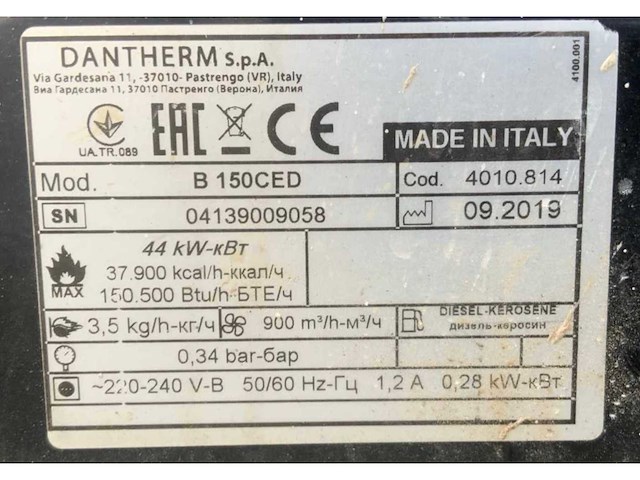 DANTHERM S.p.A.
Via Gardesana 11, -37010- Pastrengo (VR), Italy
Виа Гардесана 11, 37010 Пастренго (Верона), Италия
4100.001
UA.TR.089
EAC CE
MADE IN ITALY
Mod. B 150CED Cod. 4010.814
SN 04139009058 09.2019
44 kW-кВт
37.900 kcal/h-ккал/ч
MAX 150.500 Btu/h-БТЕ/ч
3,5 kg/h-кг/ч 900 m³/h-м³/ч DIESEL-KEROSENE
дизель-керосин
0,34 bar-бар
~220-240 V-В 50/60 Hz-Гц 1,2 A 0,28 kW-кВт